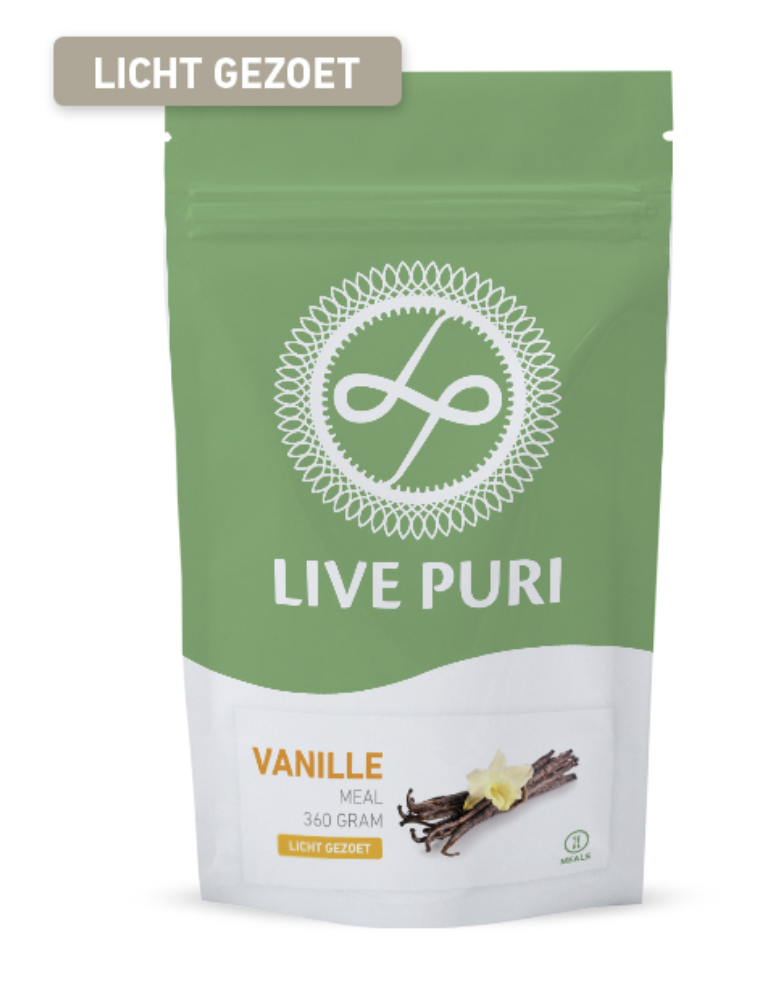 LICHT GEZOET
LIVE PURI
VANILLE
MEAL
360 GRAM
LICHT GEZOET
MEALS